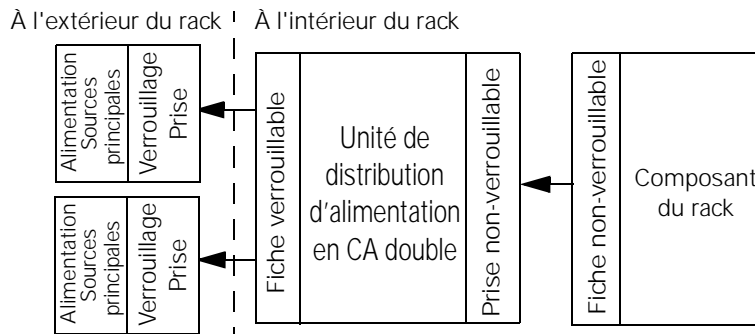 À l'extérieur du rack
À l'intérieur du rack
Alimentation
Sources
principales
Verrouillage
Prise
Alimentation
Sources
principales
Verrouillage
Prise
Fiche verrouillable
Unité de
distribution
d'alimentation
en CA double
Prise non-verrouillable
Fiche non-verrouillable
Composant
du rack